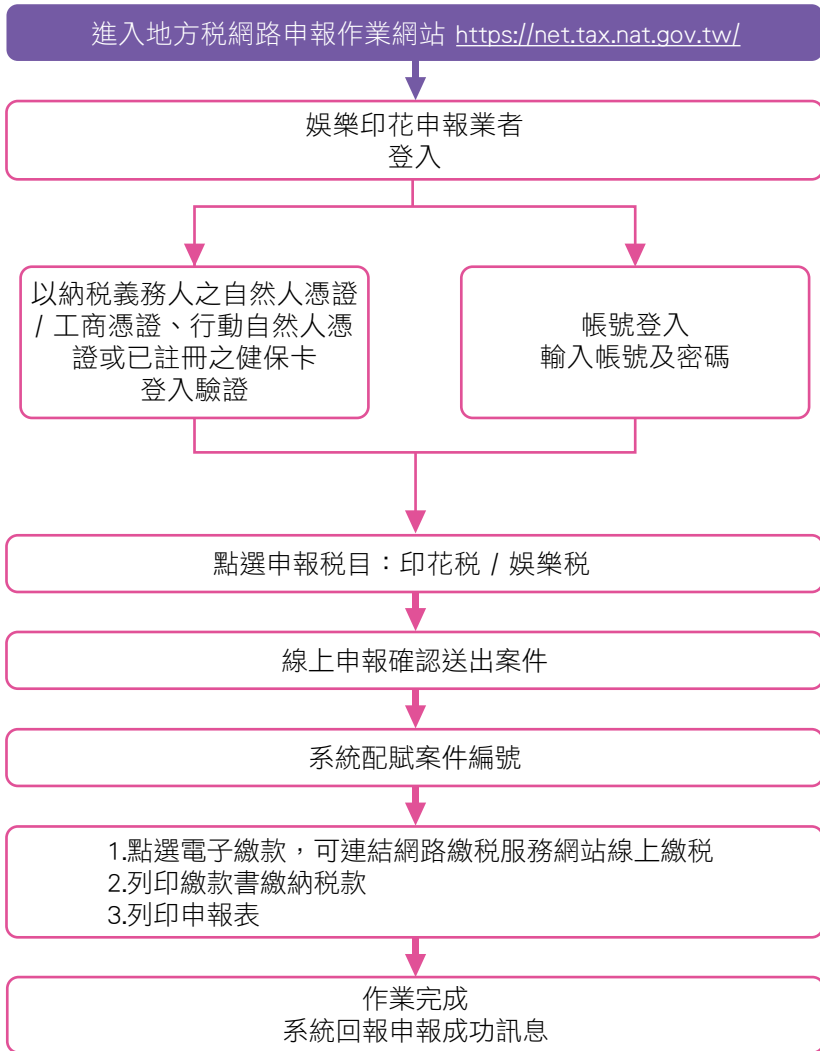 進入地方稅網路申報作業網站 https://net.tax.nat.gov.tw/
娛樂印花申報業者
登入
以納稅義務人之自然人憑證
/ 工商憑證、行動自然人憑
證或已註冊之健保卡
登入驗證
帳號登入
輸入帳號及密碼
點選申報稅目：印花稅 / 娛樂稅
線上申報確認送出案件
系統配賦案件編號
1.點選電子繳款，可連結網路繳稅服務網站線上繳稅
2.列印繳款書繳納稅款
3.列印申報表
作業完成
系統回報申報成功訊息